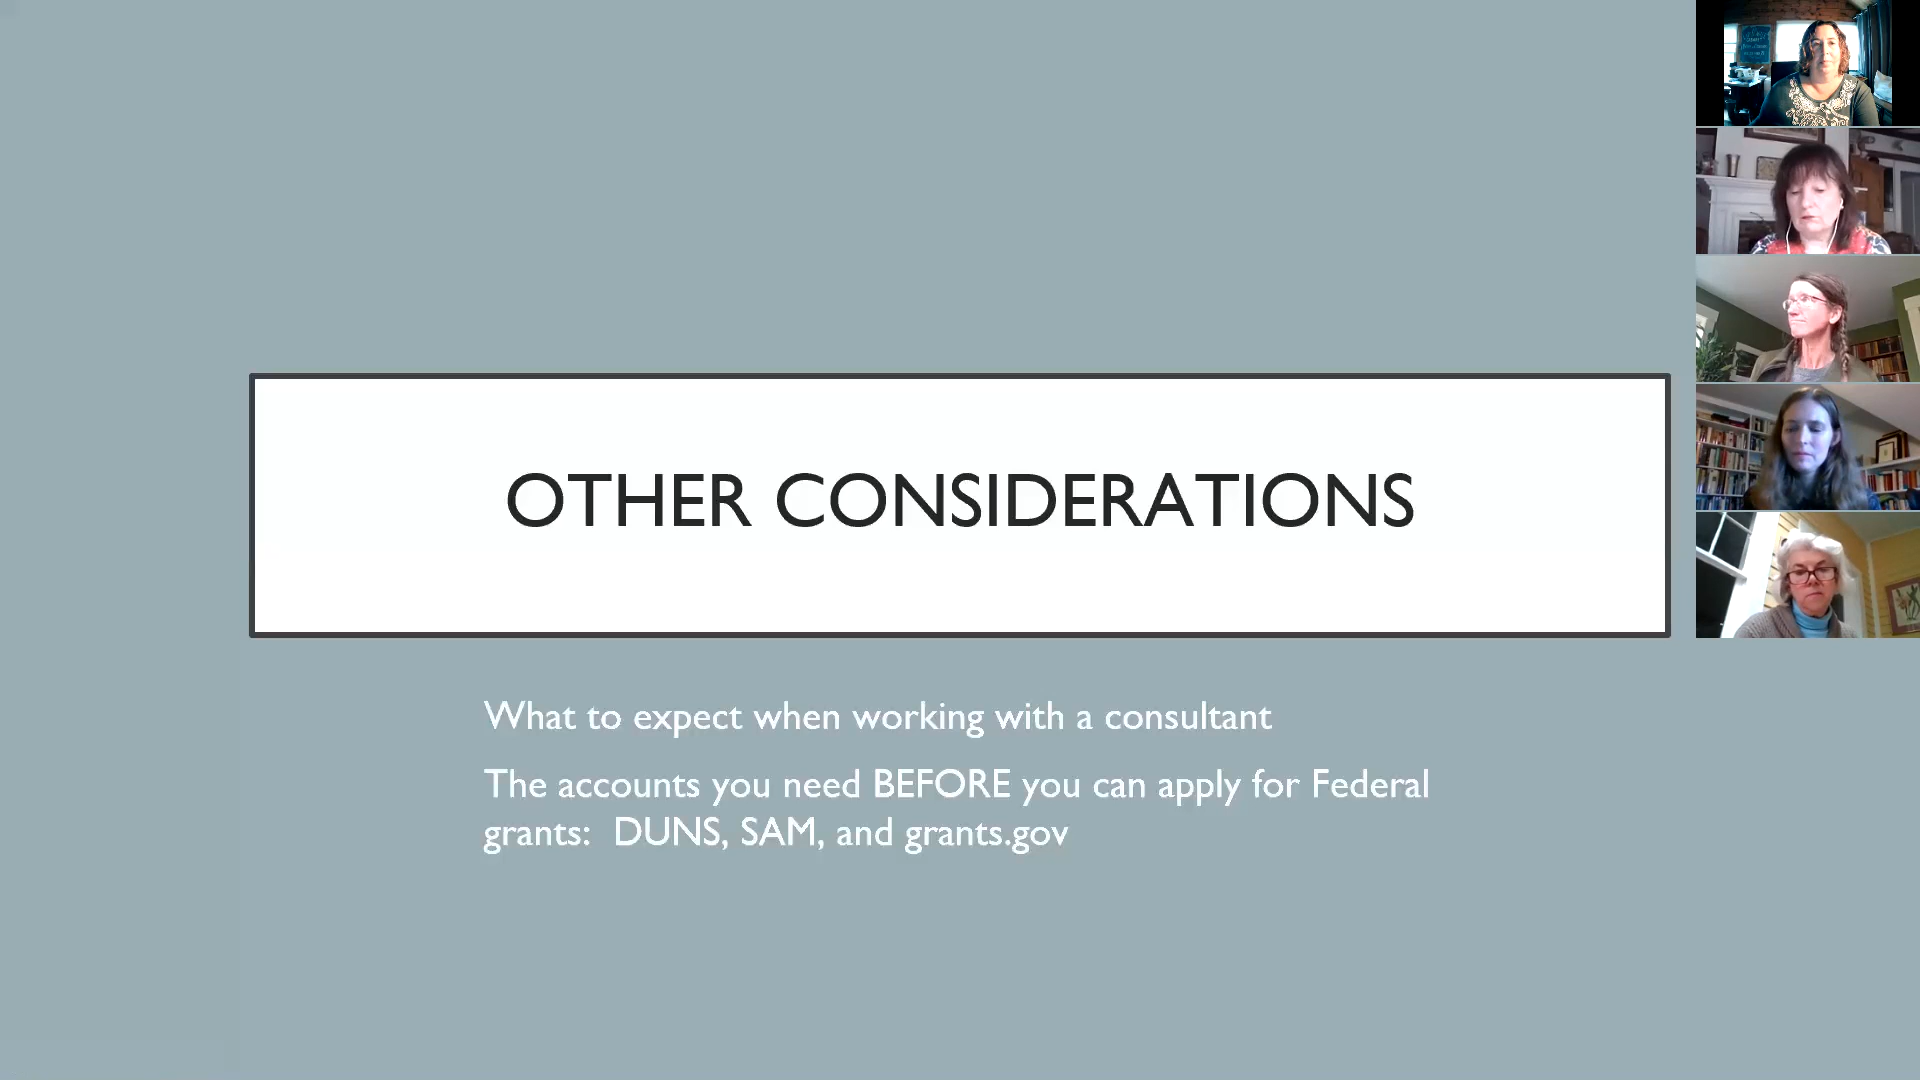 OTHER CONSIDERATIONS
What to expect when working with a consultant
The accounts you need BEFORE you can apply for Federal
grants: DUNS, SAM, and grants.gov